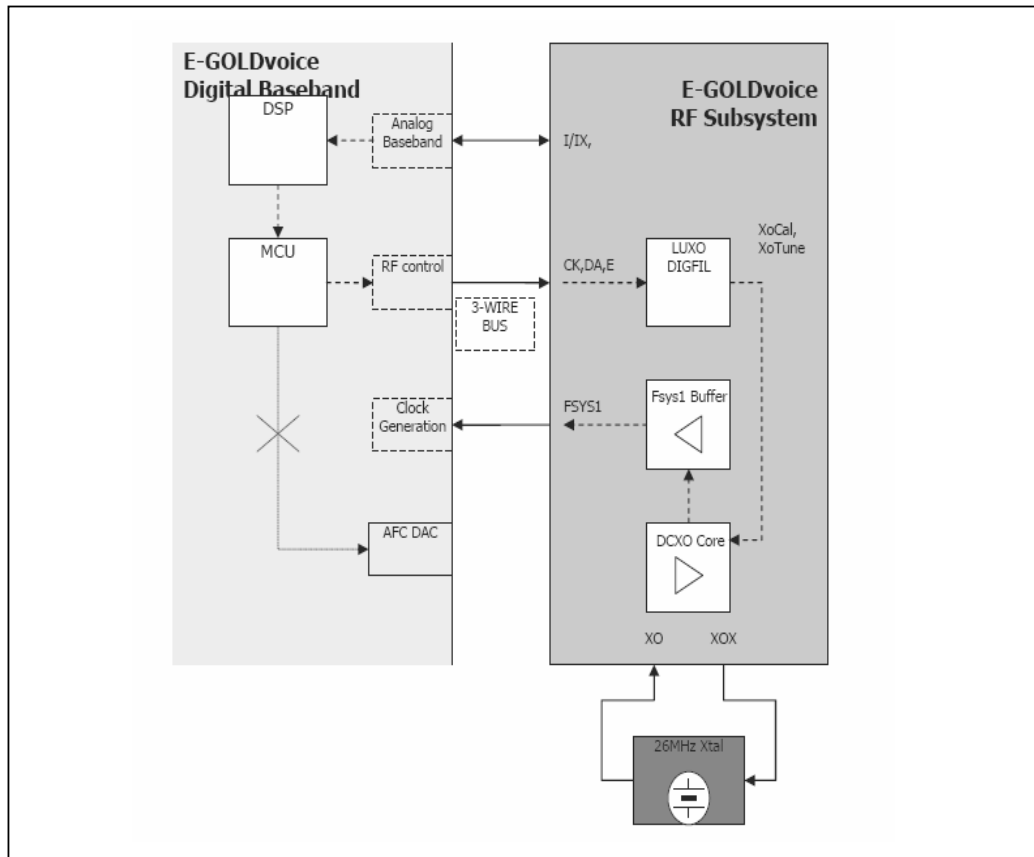 E-GOLDvoice
Digital Baseband
DSP
Analog
Baseband
MCU
RF control
3-WIRE
BUS
Clock
Generation
AFC DAC
E-GOLDvoice
RF Subsystem
I/IX,
CK,DA,E
LUXO
DIGFIL
XoCal,
XoTune
FSYS1
Fsys1 Buffer
DCXO Core
XO
XOX
26MHz Xtal